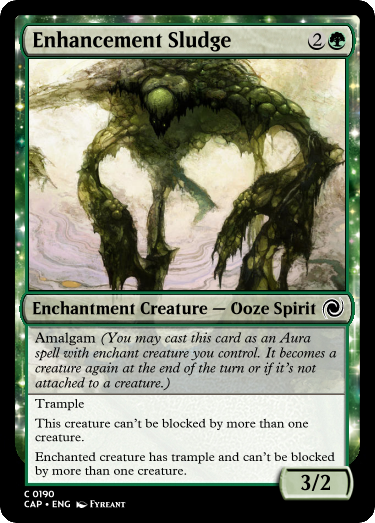 Enhancement Sludge 2
Enchantment Creature — Ooze Spirit
Amalgam (You may cast this card as an Aura
spell with enchant creature you control. It becomes a
creature again at the end of the turn or if it's not
attached to a creature.)
Trample
This creature can't be blocked by more than one
creature.
Enchanted creature has trample and can't be blocked
by more than one creature.
3/2
C 0190
CAP • ENG Fyreant